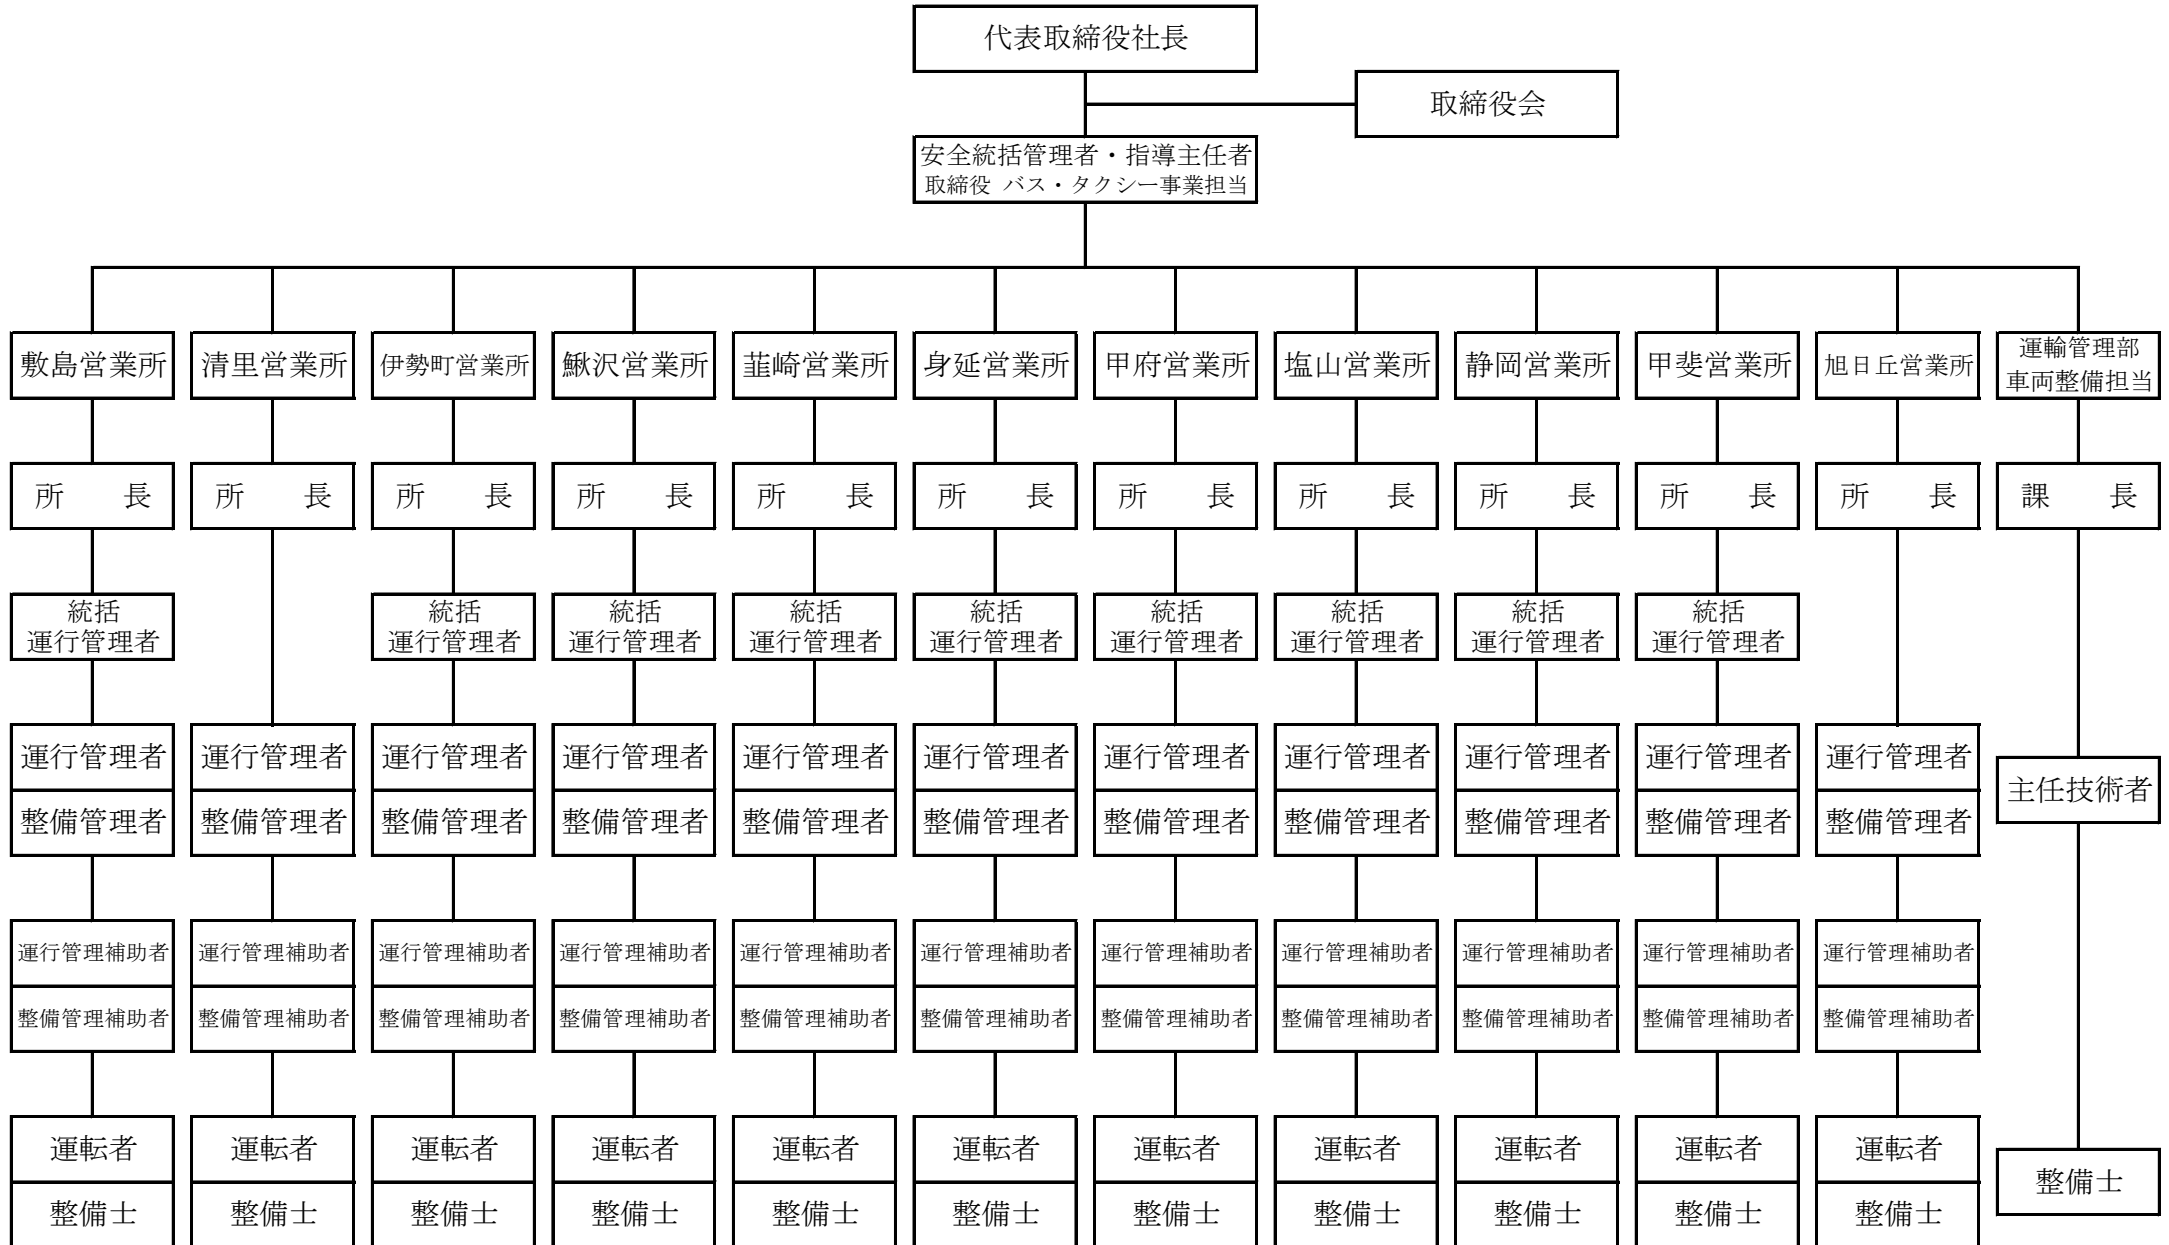 代表取締役社長
取締役会
安全統括管理者・指導主任者
取締役 バス・タクシー事業担当
敷島営業所 清里営業所 伊勢町営業所 鰍沢営業所 韮崎営業所 身延営業所 甲府営業所 塩山営業所 静岡営業所 甲斐営業所 旭日丘営業所 運輸管理部
車両整備担当
所　長 所　長 所　長 所　長 所　長 所　長 所　長 所　長 所　長 所　長 所　長 課　長
統括 統括 統括 統括 統括 統括 統括 統括 統括
運行管理者 運行管理者 運行管理者 運行管理者 運行管理者 運行管理者 運行管理者 運行管理者 運行管理者
運行管理者 運行管理者 運行管理者 運行管理者 運行管理者 運行管理者 運行管理者 運行管理者 運行管理者 運行管理者 運行管理者
主任技術者
整備管理者 整備管理者 整備管理者 整備管理者 整備管理者 整備管理者 整備管理者 整備管理者 整備管理者 整備管理者 整備管理者
運行管理補助者 運行管理補助者 運行管理補助者 運行管理補助者 運行管理補助者 運行管理補助者 運行管理補助者 運行管理補助者 運行管理補助者 運行管理補助者 運行管理補助者
整備管理補助者 整備管理補助者 整備管理補助者 整備管理補助者 整備管理補助者 整備管理補助者 整備管理補助者 整備管理補助者 整備管理補助者 整備管理補助者 整備管理補助者
運転者 運転者 運転者 運転者 運転者 運転者 運転者 運転者 運転者 運転者 運転者
整備士
整備士 整備士 整備士 整備士 整備士 整備士 整備士 整備士 整備士 整備士 整備士